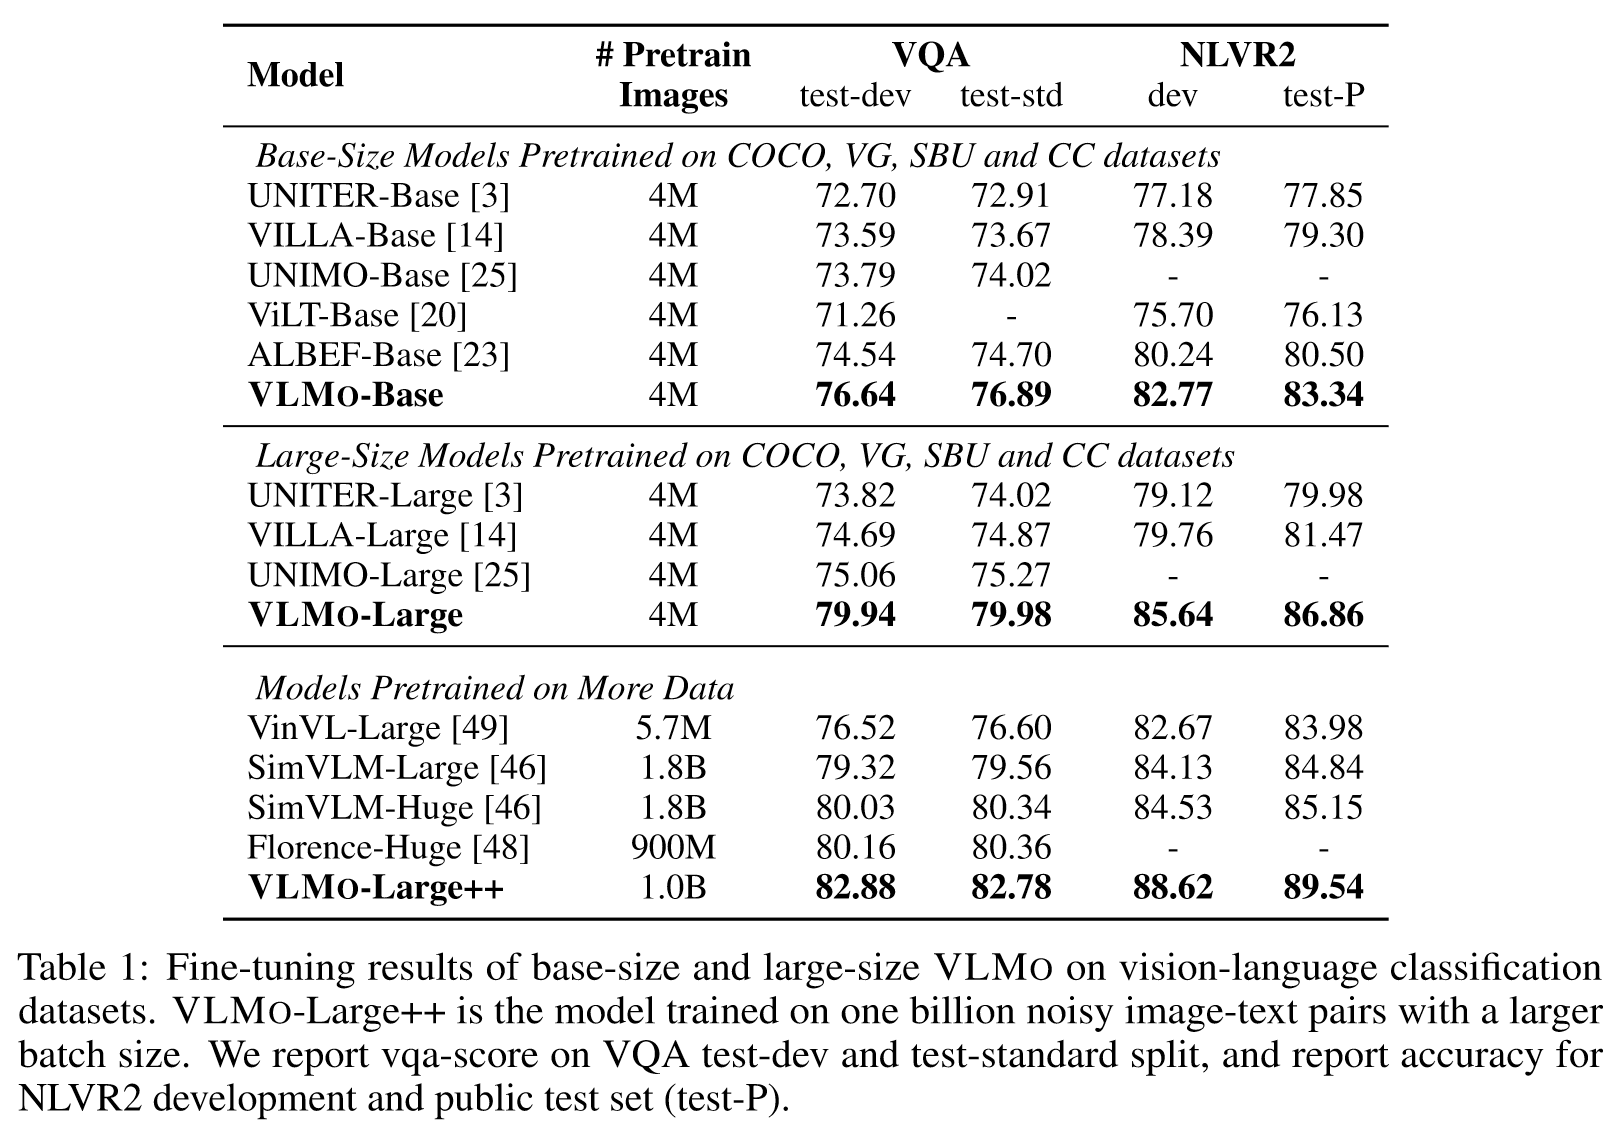 Model # Pretrain Images VQA NLVR2
test-dev test-std dev test-P
Base-Size Models Pretrained on COCO, VG, SBU and CC datasets
UNITER-Base [3] 4M 72.70 72.91 77.18 77.85
VILLA-Base [14] 4M 73.59 73.67 78.39 79.30
UNIMO-Base [25] 4M 73.79 74.02 - -
ViLT-Base [20] 4M 71.26 - 75.70 76.13
ALBEF-Base [23] 4M 74.54 74.70 80.24 80.50
VLMO-Base 4M 76.64 76.89 82.77 83.34
Large-Size Models Pretrained on COCO, VG, SBU and CC datasets
UNITER-Large [3] 4M 73.82 74.02 79.12 79.98
VILLA-Large [14] 4M 74.69 74.87 79.76 81.47
UNIMO-Large [25] 4M 75.06 75.27 - -
VLMO-Large 4M 79.94 79.98 85.64 86.86
Models Pretrained on More Data
VinVL-Large [49] 5.7M 76.52 76.60 82.67 83.98
SimVLM-Large [46] 1.8B 79.32 79.56 84.13 84.84
SimVLM-Huge [46] 1.8B 80.03 80.34 84.53 85.15
Florence-Huge [48] 900M 80.16 80.36 - -
VLMO-Large++ 1.0B 82.88 82.78 88.62 89.54
Table 1: Fine-tuning results of base-size and large-size VLMO on vision-language classification
datasets. VLMO-Large++ is the model trained on one billion noisy image-text pairs with a larger
batch size. We report vqa-score on VQA test-dev and test-standard split, and report accuracy for
NLVR2 development and public test set (test-P).